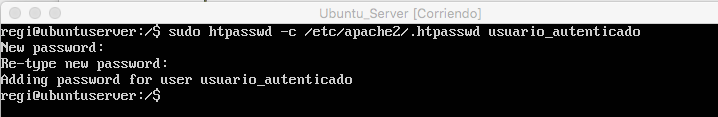 Ubuntu_Server [Corriendo]
regi@ubuntuserver:/$ sudo htpasswd -c /etc/apache2/.htpasswd usuario_autenticado
New password:
Re-type new password:
Adding password for user usuario_autenticado
regi@ubuntuserver:/$